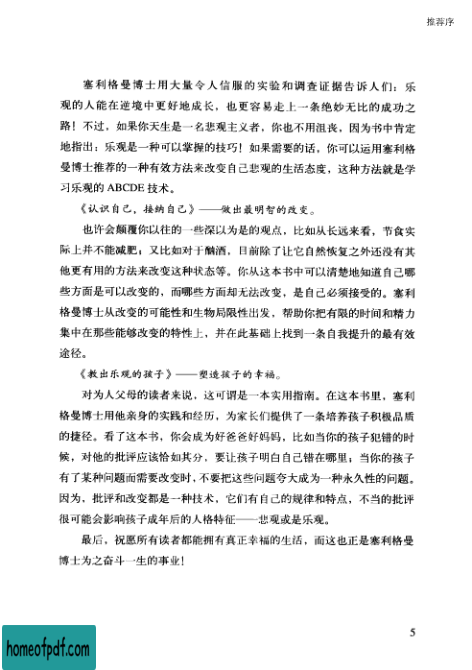 推荐序
塞利格曼博士用大量令人信服的实验和调查证据告诉人们：乐
观的人能在逆境中更好地成长，也更容易走上一条绝妙无比的成功之
路！不过，如果你天生是一名悲观主义者，你也不用沮丧，因为书中肯定
地指出：乐观是一种可以掌握的技巧！如果需要的话，你可以运用塞利格
曼博士推荐的一种有效方法来改变自己悲观的生活态度，这种方法就是学
习乐观的 ABCDE 技术。
《认识自己，接纳自己》——做出最明智的改变。
也许会颠覆你以往的一些深以为是的观点，比如从长远来看，节食实
际上并不能减肥；又比如对于酗酒，目前除了让它自然恢复之外还没有其
他更有用的方法来改变这种状态等。你从这本书中可以清楚地知道自己哪
些方面是可以改变的，而哪些方面却无法改变，是自己必须接受的。塞利
格曼博士从改变的可能性和生物局限性出发，帮助你把有限的时间和精力
集中在那些能够改变的特性上，并在此基础上找到一条自我提升的最有效
途径。
《教出乐观的孩子》——塑造孩子的幸福。
对为人父母的读者来说，这可谓是一本实用指南。在这本书里，塞利
格曼博士用他亲身的实践和经历，为家长们提供了一条培养孩子积极品质
的捷径。看了这本书，你会成为好爸爸好妈妈，比如当你的孩子犯错的时
候，对他的批评应该恰如其分，要让孩子明白自己错在哪里；当你的孩子
有了某种问题而需要改变时，不要把这些问题夸大成为一种永久性的问题。
因为，批评和改变都是一种技术，它们有自己的规律和特点，不当的批评
很可能会影响孩子成年后的人格特征——悲观或是乐观。
最后，祝愿所有读者都能拥有真正幸福的生活，而这也正是塞利格曼
博士为之奋斗一生的事业！
5
homeofpdf.com